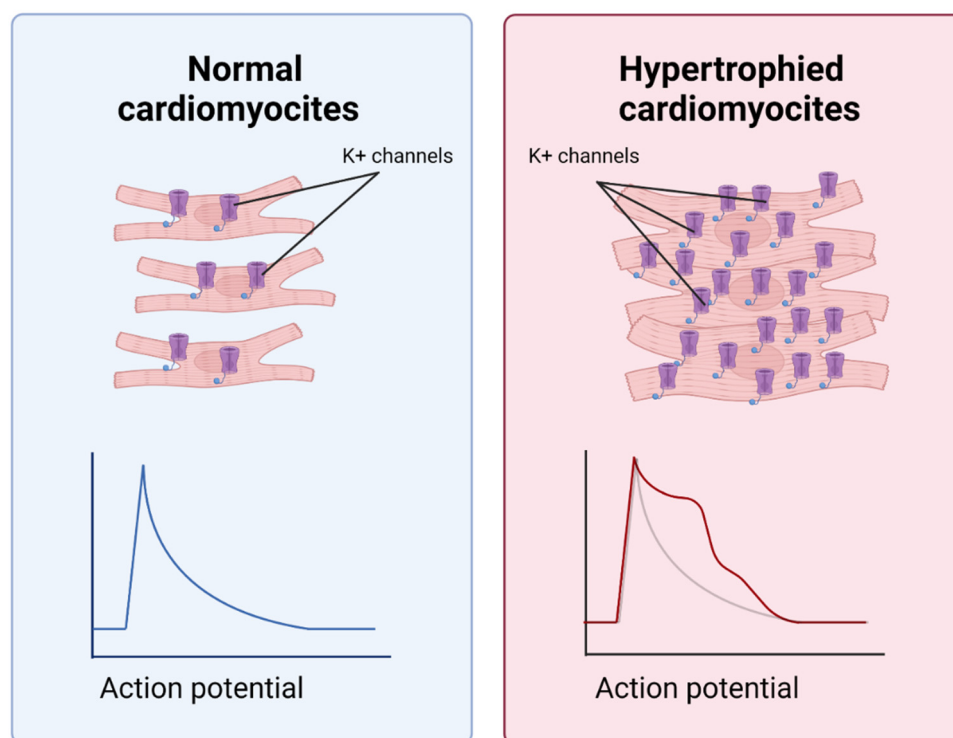 Normal
cardiomyocites
K+ channels
Action potential
Hypertrophied
cardiomyocites
K+ channels
Action potential